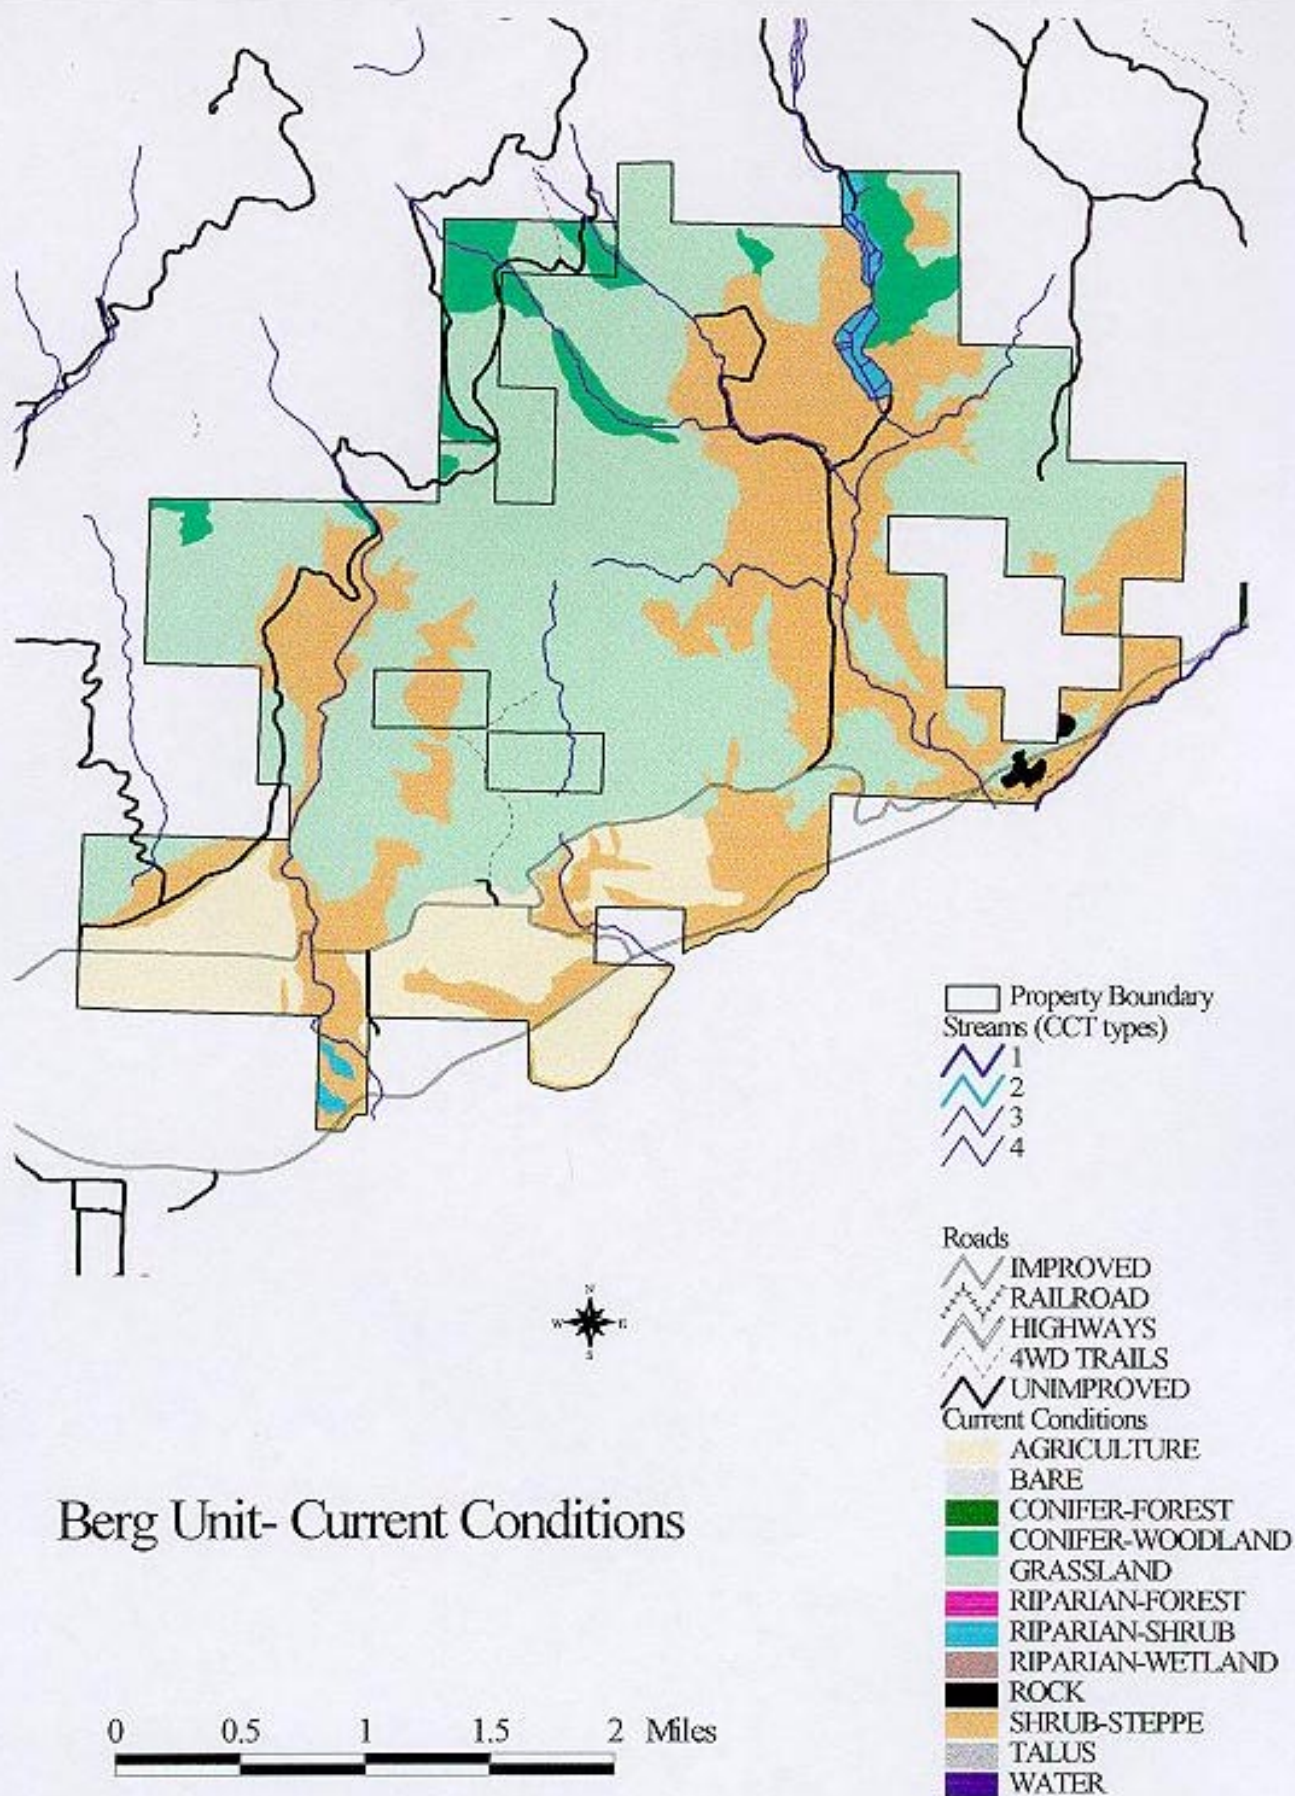 Property Boundary
Streams (CCT types)
1
2
3
4
Roads
IMPROVED
RAILROAD
HIGHWAYS
4WD TRAILS
UNIMPROVED
Current Conditions
AGRICULTURE
BARE
CONIFER-FOREST
CONIFER-WOODLAND
GRASSLAND
RIPARIAN-FOREST
RIPARIAN-SHRUB
RIPARIAN-WETLAND
ROCK
SHRUB-STEPPE
TALUS
WATER
N
W E
S
Berg Unit- Current Conditions
0 0.5 1 1.5 2 Miles